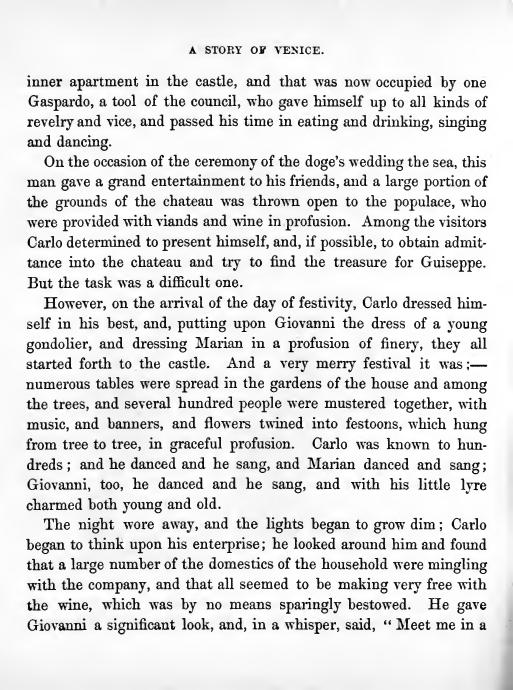 A STORY OF VENICE.
inner apartment in the castle, and that was now occupied by one
Gaspardo, a tool of the council, who gave himself up to all kinds of
revelry and vice, and passed his time in eating and drinking, singing
and dancing.
On the occasion of the ceremony of the doge's wedding the sea, this
man gave a grand entertainment to his friends, and a large portion of
the grounds of the chateau was thrown open to the populace, who
were provided with viands and wine in profusion. Among the visitors
Carlo determined to present himself, and, if possible, to obtain admit-
tance into the chateau and try to find the treasure for Guiseppe.
But the task was a difficult one.
However, on the arrival of the day of festivity, Carlo dressed him-
self in his best, and, putting upon Giovanni the dress of a young
gondolier, and dressing Marian in a profusion of finery, they all
started forth to the castle. And a very merry festival it was;—
numerous tables were spread in the gardens of the house and among
the trees, and several hundred people were mustered together, with
music, and banners, and flowers twined into festoons, which hung
from tree to tree, in graceful profusion. Carlo was known to hun-
dreds; and he danced and he sang, and Marian danced and sang;
Giovanni, too, he danced and he sang, and with his little lyre
charmed both young and old.
The night wore away, and the lights began to grow dim; Carlo
began to think upon his enterprise; he looked around him and found
that a large number of the domestics of the household were mingling
with the company, and that all seemed to be making very free with
the wine, which was by no means sparingly bestowed. He gave
Giovanni a significant look, and, in a whisper, said, "Meet me in a